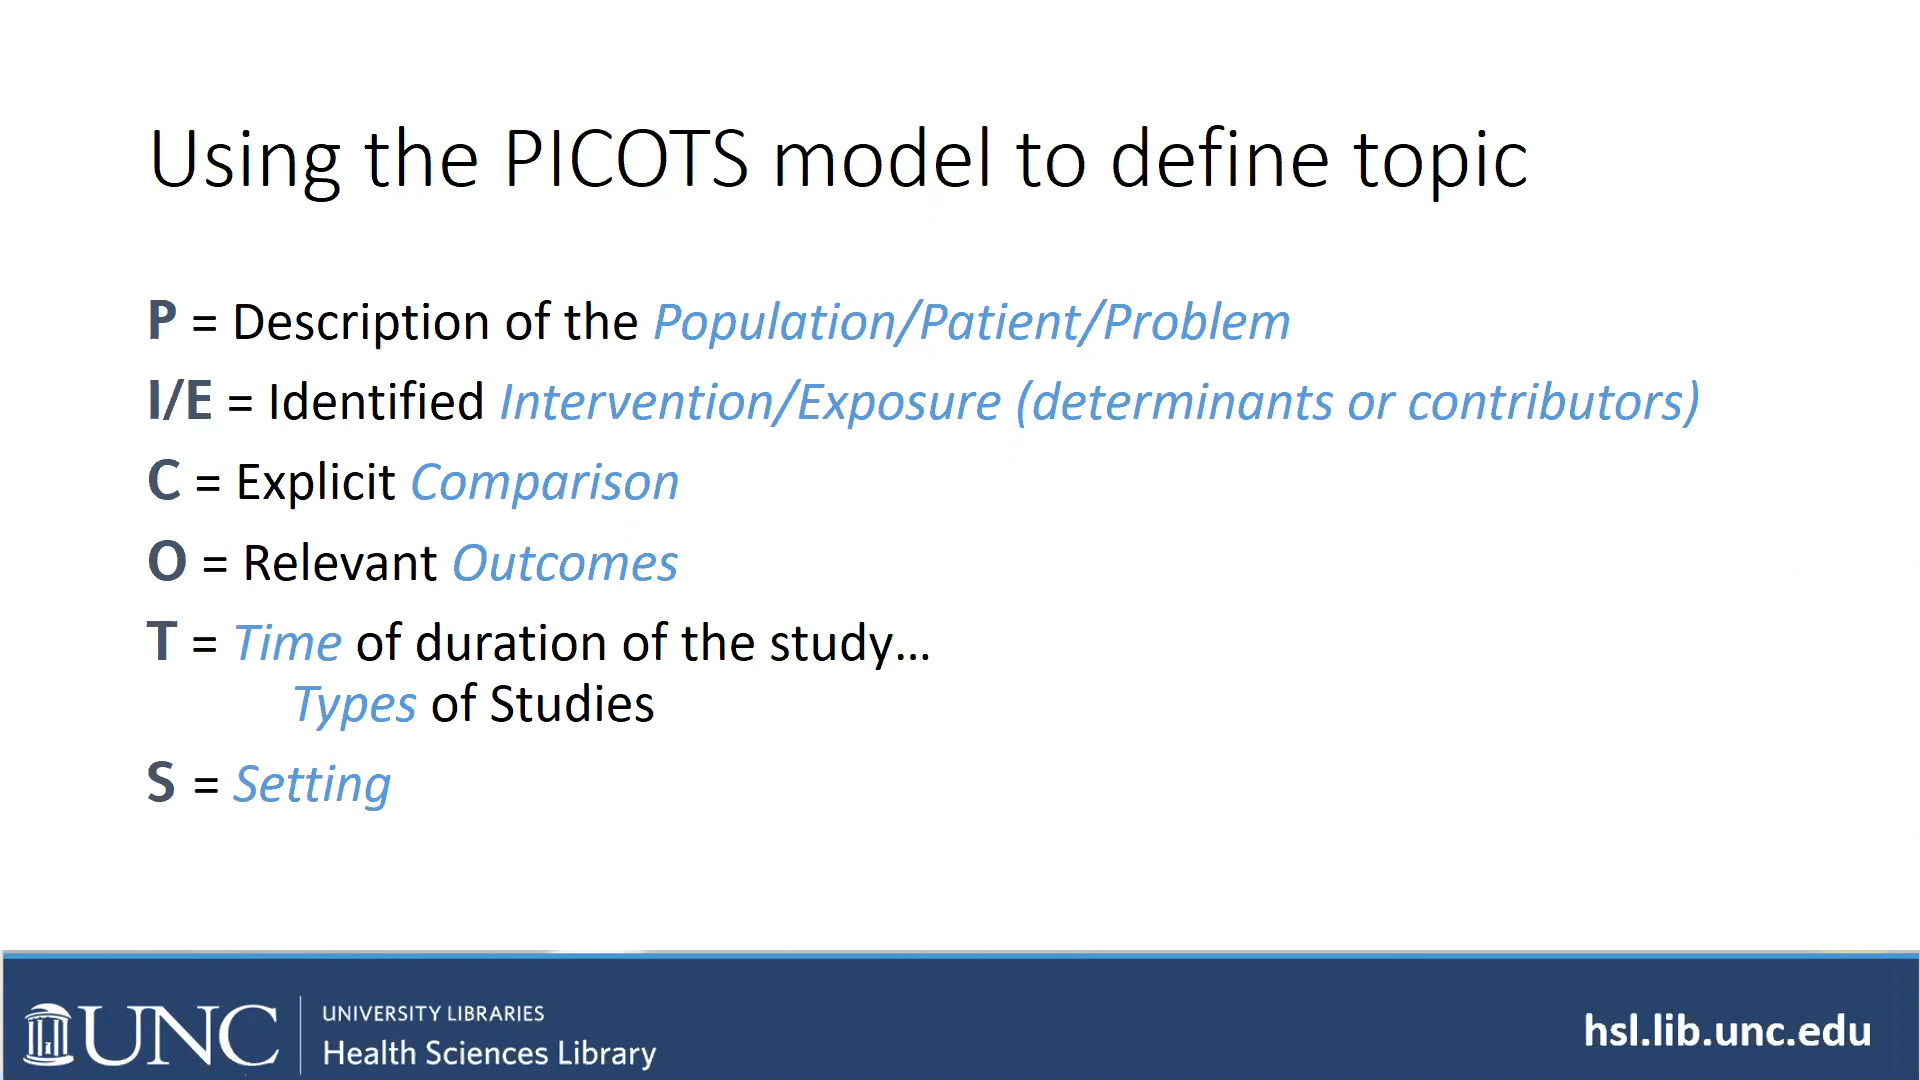 Using the PICOTS model to define topic
P = Description of the Population/Patient/Problem
I/E = Identified Intervention/Exposure (determinants or contributors)
C = Explicit Comparison
O = Relevant Outcomes
T = Time of duration of the study...
Types of Studies
S = Setting
UNC
UNIVERSITY LIBRARIES
Health Sciences Library
hsl.lib.unc.edu